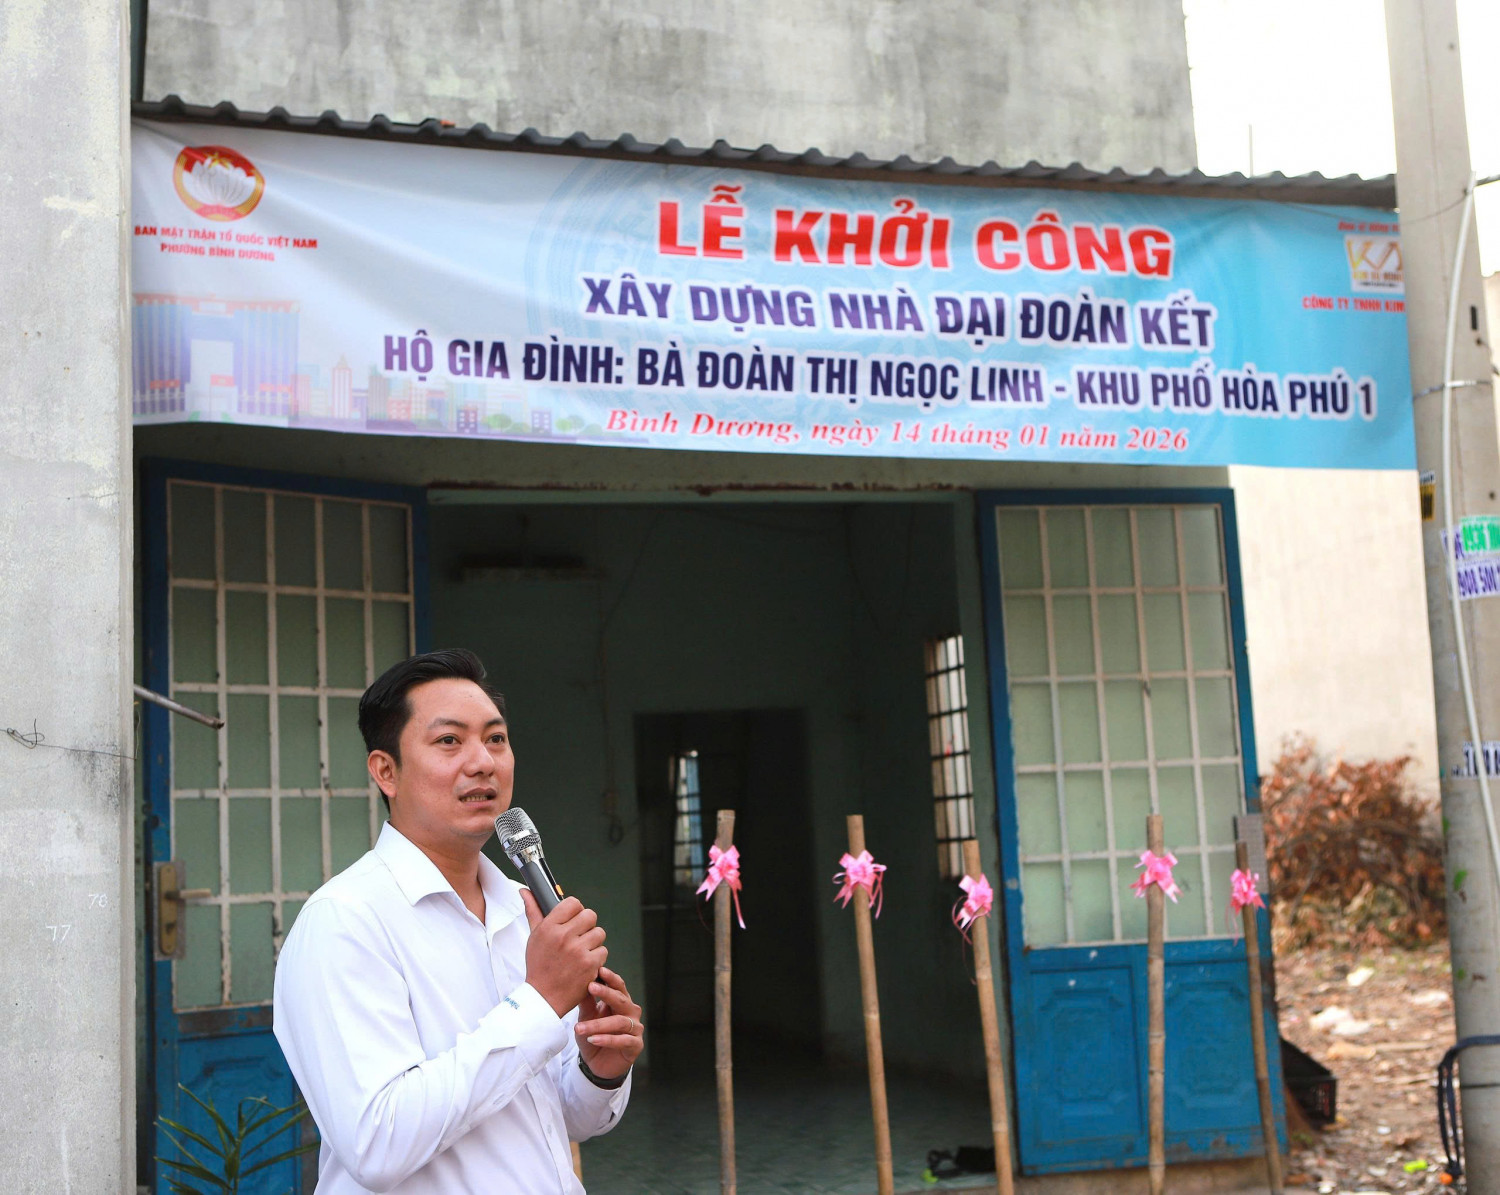 BAN MẶT TRẬN TỔ QUỐC VIỆT NAM
PHƯỜNG BÌNH DƯƠNG
LỄ KHỞI CÔNG
XÂY DỰNG NHÀ ĐẠI ĐOÀN KẾT
HỘ GIA ĐÌNH: BÀ ĐOÀN THỊ NGỌC LINH - KHU PHỐ HÒA PHÚ 1
Bình Dương, ngày 14 tháng 01 năm 2026
CÔNG TY TNHH KIM
77